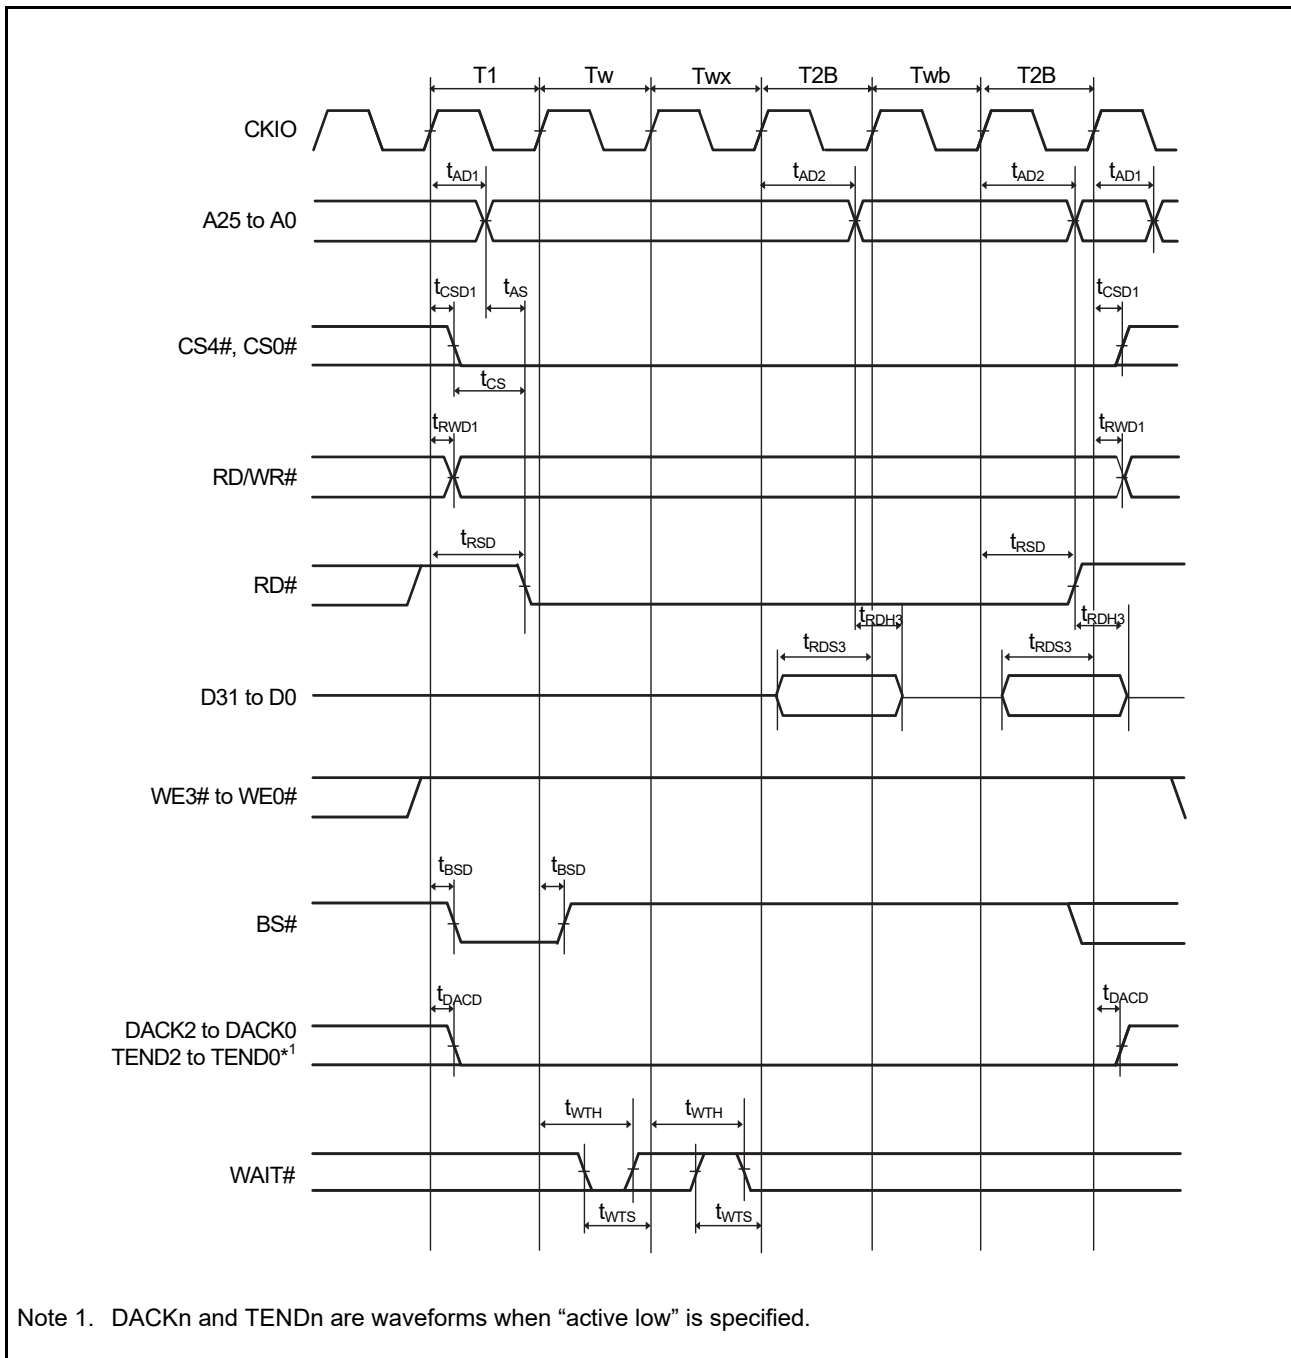 T1 Tw Twx T2B Twb T2B
CKIO
tAD1 tAD2 tAD2 tAD1
A25 to A0
tCSD1 tAS tCSD1
CS4#, CS0#
tCS
tRWD1 tRWD1
RD/WR#
tRSD tRSD
RD#
tRDH3 tRDH3
tRDS3 tRDS3
D31 to D0
WE3# to WE0#
tBSD tBSD
BS#
tDACD tDACD
DACK2 to DACK0
TEND2 to TEND0*1
tWTH tWTH
WAIT#
tWTS tWTS
Note 1. DACKn and TENDn are waveforms when “active low” is specified.